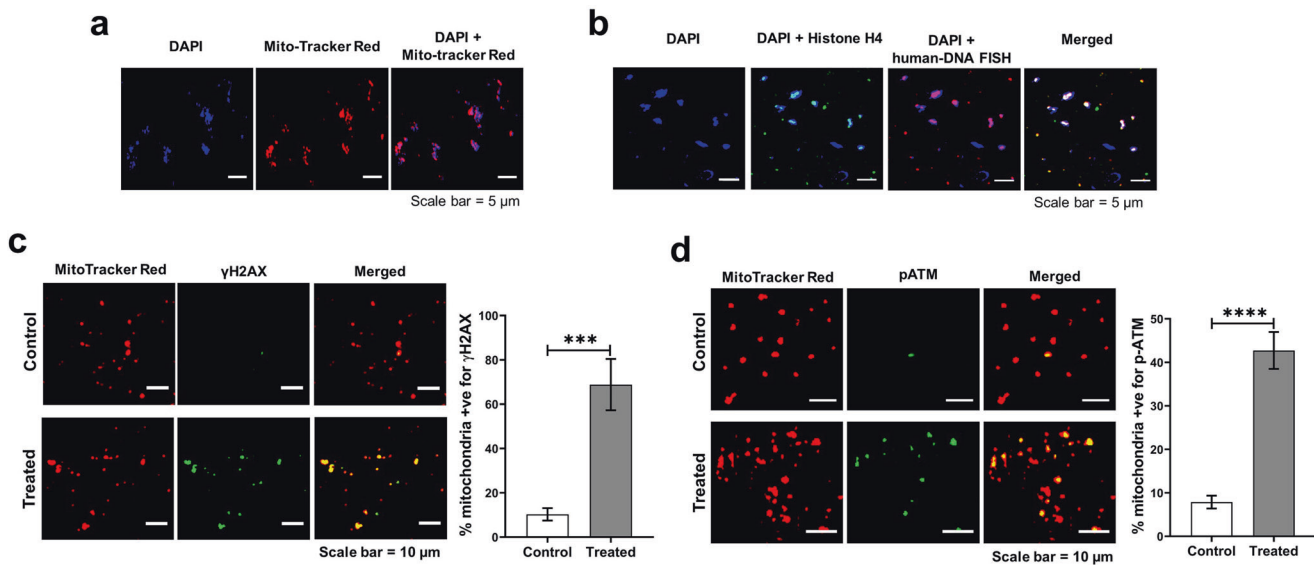 a
DAPI
Mito-Tracker Red
DAPI +
Mito-tracker Red
Scale bar = 5 μm
b
DAPI
DAPI + Histone H4
DAPI +
human-DNA FISH
Merged
Scale bar = 5 μm
c
MitoTracker Red
γH2AX
Merged
Control
Treated
Scale bar = 10 μm
% mitochondria +ve for γH2AX
100
80
60
40
20
0
***
Control
Treated
d
MitoTracker Red
pATM
Merged
Control
Treated
Scale bar = 10 μm
% mitochondria +ve for p-ATM
50
40
30
20
10
0
****
Control
Treated